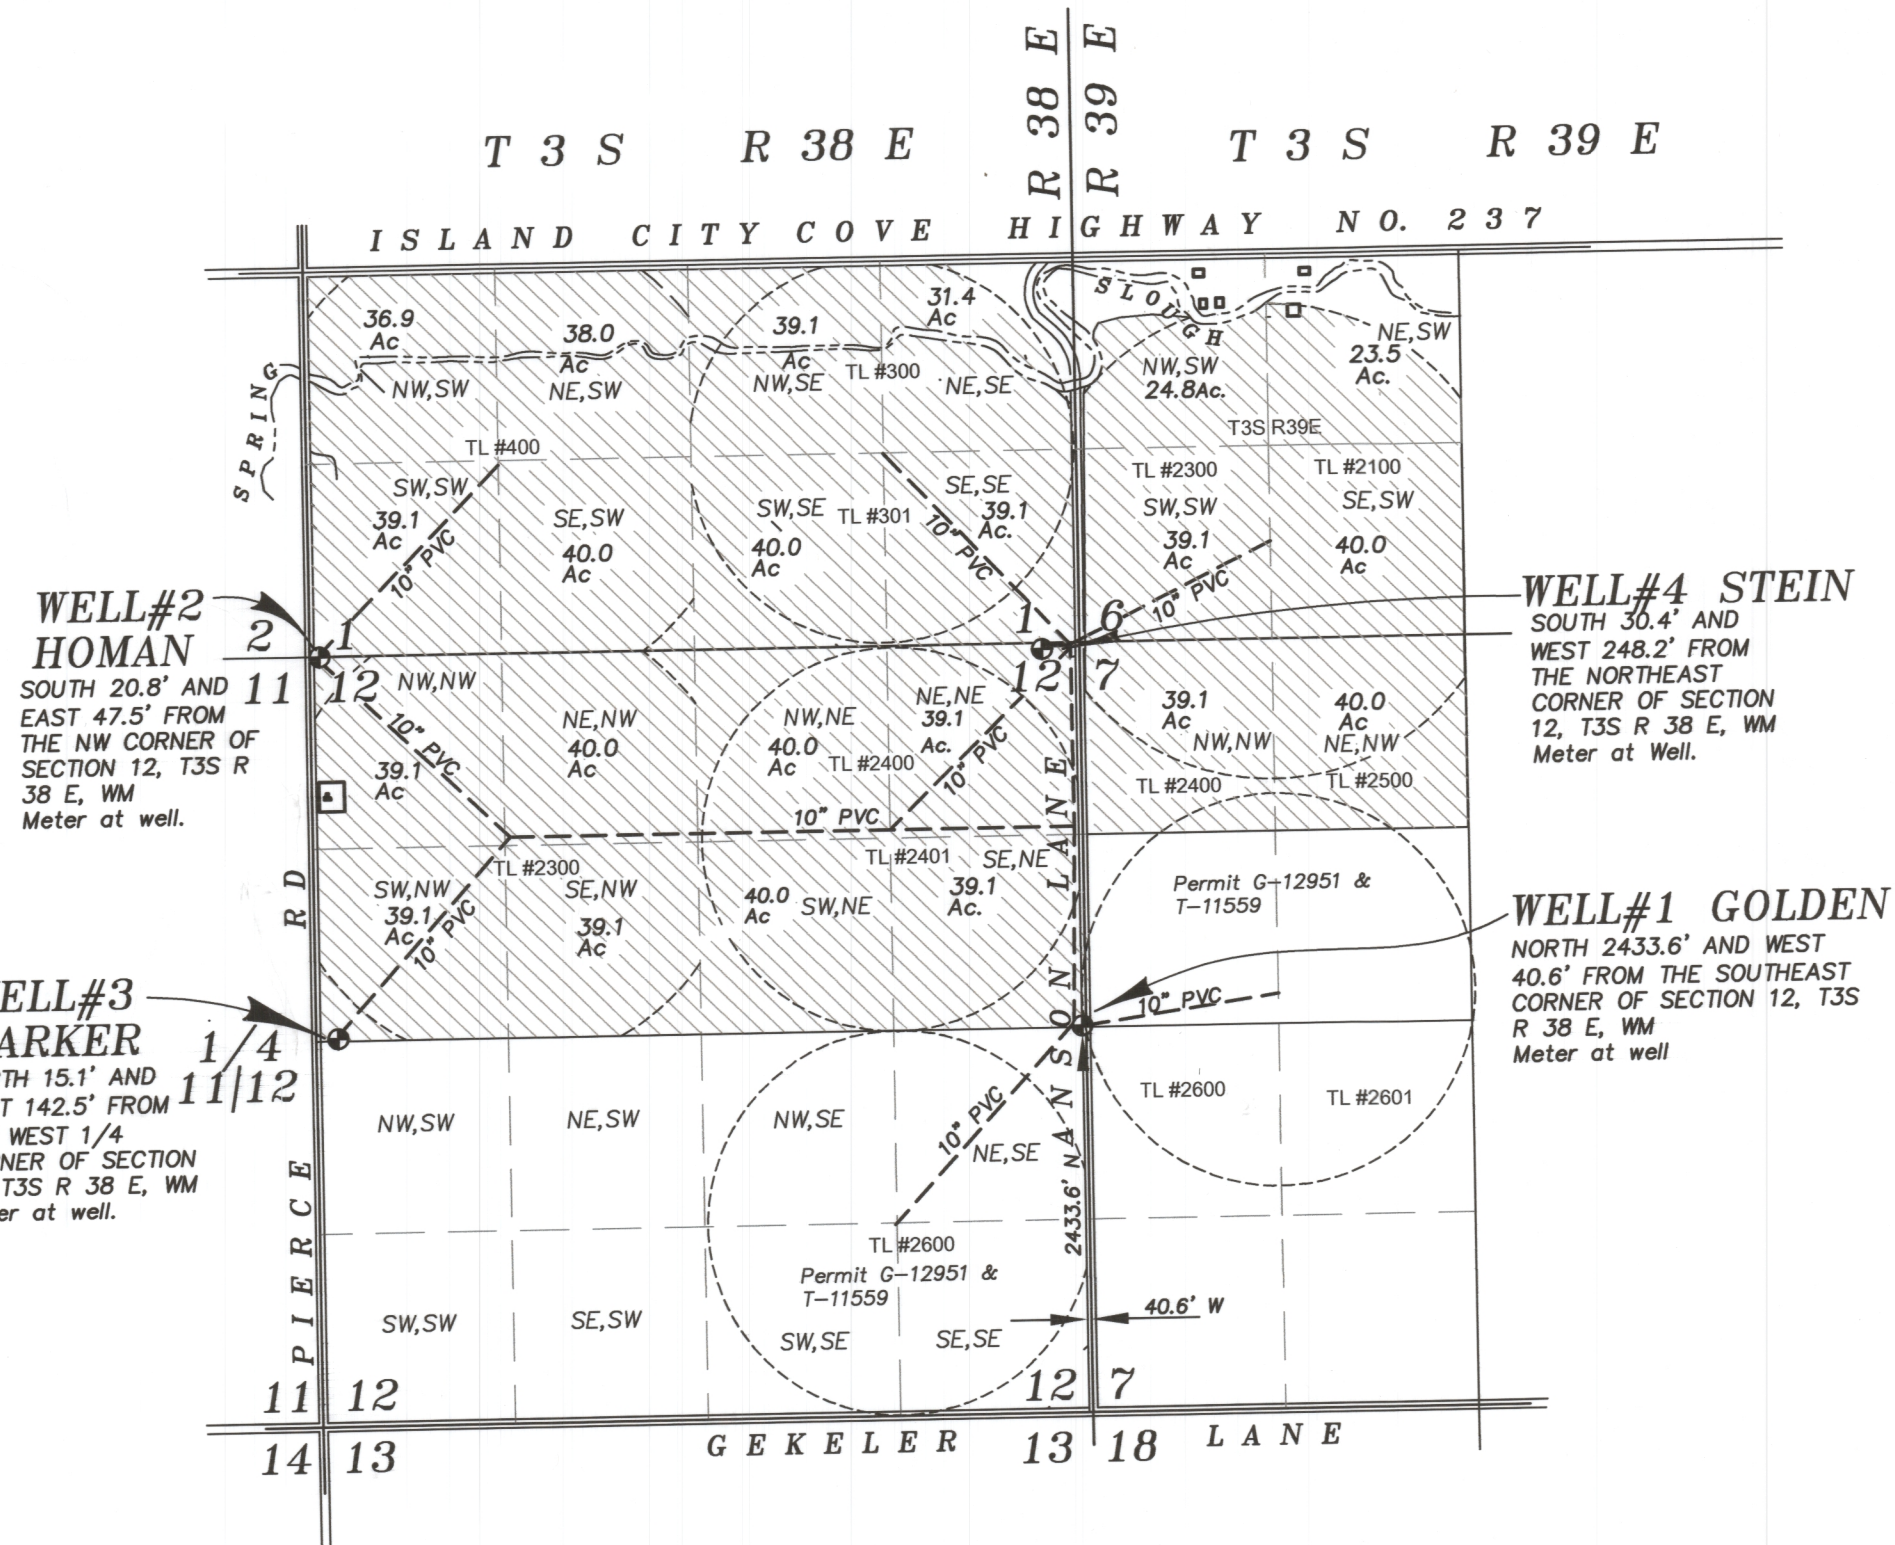 R 38 E
R 39 E
T 3 S R 38 E
T 3 S R 39 E
ISLAND CITY COVE HIGHWAY NO. 237
SPRING
SLOUGH
36.9
Ac
NW,SW
38.0
Ac
NE,SW
39.1
Ac
NW,SE
TL #300
31.4
Ac
NE,SE
NW,SW
24.8Ac.
NE,SW
23.5
Ac.
T3S R39E
TL #400
SW,SW
39.1
Ac
10" PVC
SE,SW
40.0
Ac
SW,SE
40.0
Ac
TL #301
SE,SE
39.1
Ac.
10" PVC
TL #2300
SW,SW
39.1
Ac
10" PVC
TL #2100
SE,SW
40.0
Ac
WELL#2
HOMAN
SOUTH 20.8' AND
EAST 47.5' FROM
THE NW CORNER OF
SECTION 12, T3S R
38 E, WM
Meter at well.
2 1
11 12
1 6
12 7
WELL#4 STEIN
SOUTH 30.4' AND
WEST 248.2' FROM
THE NORTHEAST
CORNER OF SECTION
12, T3S R 38 E, WM
Meter at Well.
NW,NW
10" PVC
39.1
Ac
NE,NW
40.0
Ac
NW,NE
40.0
Ac
TL #2400
NE,NE
39.1
Ac.
10" PVC
10" PVC
39.1
Ac
NW,NW
TL #2400
40.0
Ac
NE,NW
TL #2500
TL #2300
SW,NW
39.1
Ac
10" PVC
SE,NW
39.1
Ac
40.0
Ac
SW,NE
TL #2401
SE,NE
39.1
Ac.
Permit G-12951 &
T-11559
10" PVC
WELL#1 GOLDEN
NORTH 2433.6' AND WEST
40.6' FROM THE SOUTHEAST
CORNER OF SECTION 12, T3S
R 38 E, WM
Meter at well
ELL#3
ARKER
TH 15.1' AND
T 142.5' FROM
WEST 1/4
NER OF SECTION
T3S R 38 E, WM
er at well.
1/4
11|12
PIERCE RD
HANSON LANE
NW,SW
NE,SW
NW,SE
10" PVC
NE,SE
TL #2600
TL #2601
2433.6' N
TL #2600
Permit G-12951 &
T-11559
SW,SW
SE,SW
SW,SE
SE,SE
40.6' W
11 12
14 13
12 7
13 18
GEKELER LANE